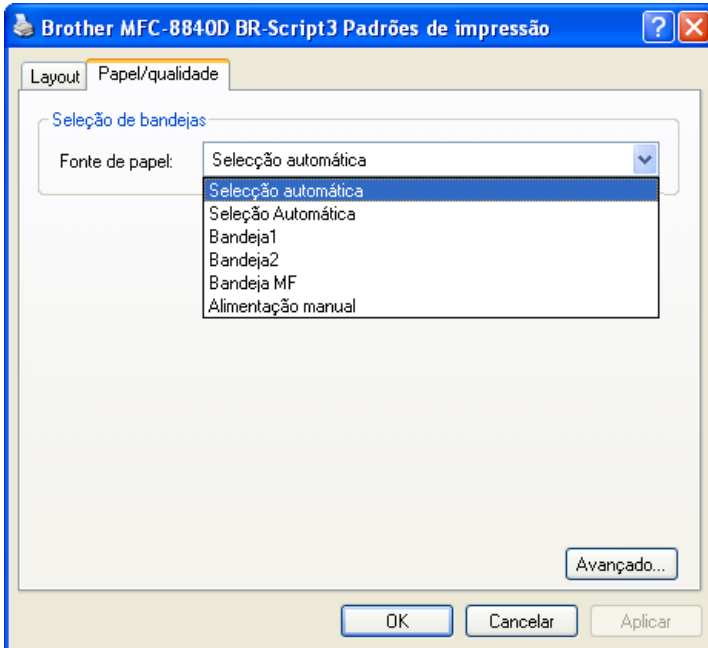 Brother MFC-8840D BR-Script3 Padrões de impressão
Layout Papel/qualidade
Seleção de bandejas
Fonte de papel: Selecção automática
Selecção automática
Seleção Automática
Bandeja1
Bandeja2
Bandeja MF
Alimentação manual
Avançado...
OK Cancelar Aplicar